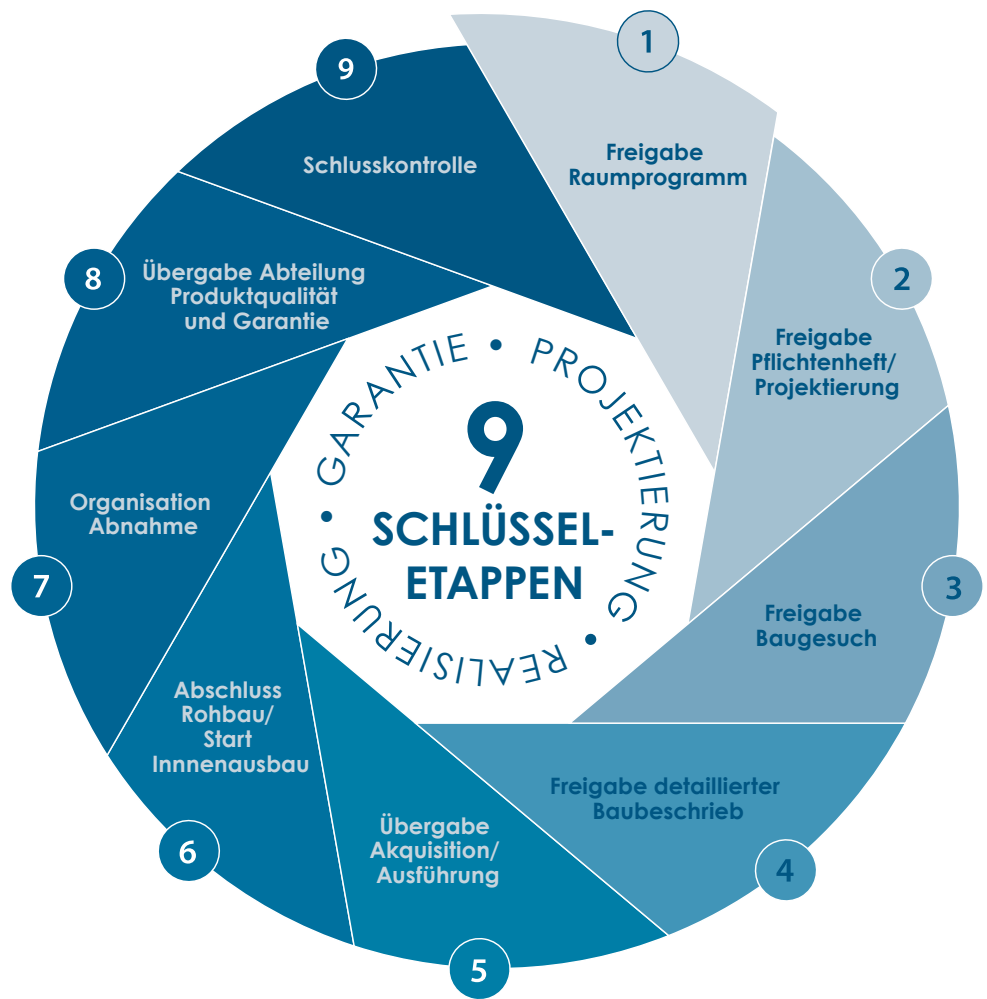 1
Freigabe
Raumprogramm
2
Freigabe
Pflichtenheft/
Projektierung
3
Freigabe
Baugesuch
4
Freigabe detaillierter
Baubeschrieb
5
Übergabe
Akquisition/
Ausführung
6
Abschluss
Rohbau/
Start
Innnenausbau
7
Organisation
Abnahme
8
Übergabe Abteilung
Produktqualität
und Garantie
9
Schlusskontrolle
PROJEKTIERUNG • REALISIERUNG • GARANTIE •
9
SCHLÜSSEL-
ETAPPEN